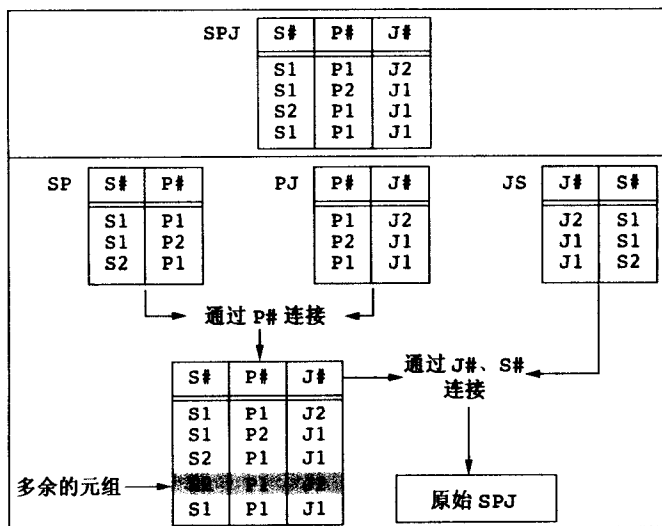 SPJ S# P# J#
S1 P1 J2
S1 P2 J1
S2 P1 J1
S1 P1 J1
SP S# P# PJ P# J# JS J# S#
S1 P1 P1 J2 J2 S1
S1 P2 P2 J1 J1 S1
S2 P1 P1 J1 J1 S2
通过 P# 连接
S# P# J#
通过 J#、S#
连接
S1 P1 J2
S1 P2 J1
S2 P1 J1
多余的元组 P1
S1 P1 J1
原始 SPJ